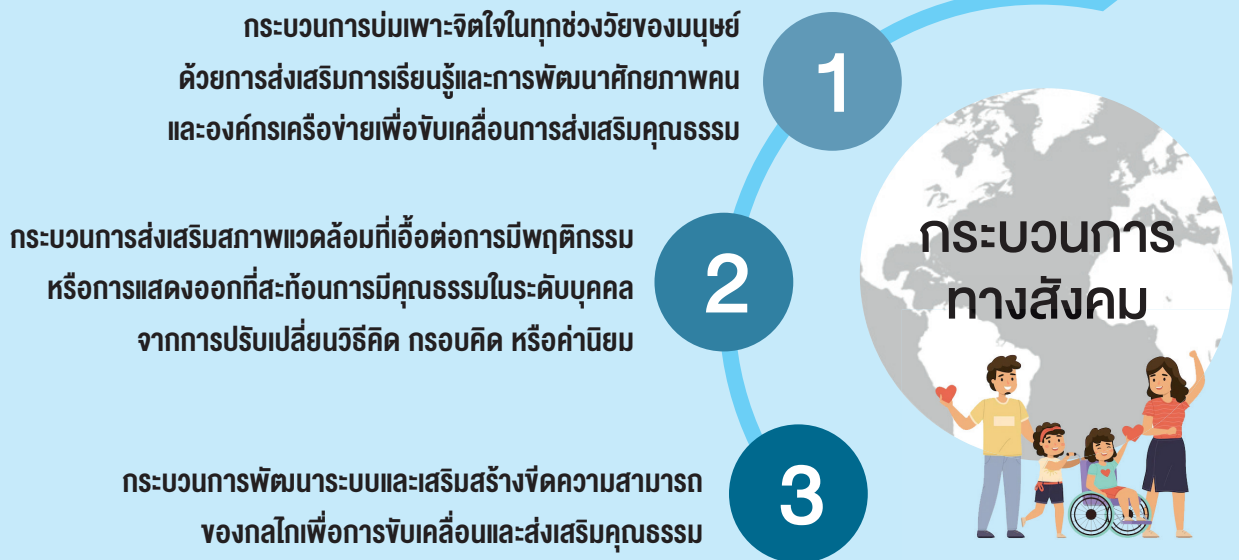 กระบวนการบ่มเพาะจิตใจในทุกช่วงวัยของมนุษย์
ด้วยการส่งเสริมการเรียนรู้และการพัฒนาศักยภาพคน
และองค์กรเครือข่ายเพื่อขับเคลื่อนการส่งเสริมคุณธรรม
1
กระบวนการส่งเสริมสภาพแวดล้อมที่เอื้อต่อการมีพฤติกรรม
หรือการแสดงออกที่สะท้อนการมีคุณธรรมในระดับบุคคล
จากการปรับเปลี่ยนวิธีคิด กรอบคิด หรือค่านิยม
2
กระบวนการพัฒนาระบบและเสริมสร้างขีดความสามารถ
ของกลไกเพื่อการขับเคลื่อนและส่งเสริมคุณธรรม
3
กระบวนการ
ทางสังคม